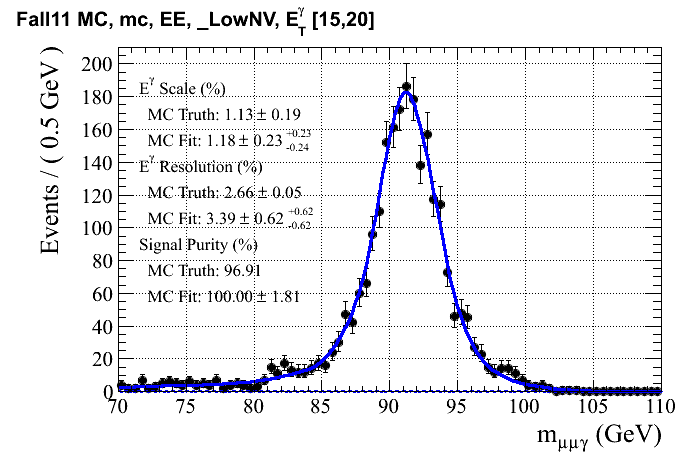 Fall11 MC, mc, EE, _LowNV, E_T^γ [15,20]
Events / ( 0.5 GeV )
200
180
160
140
120
100
80
60
40
20
0
E^γ Scale (%)
MC Truth: 1.13 ± 0.19
MC Fit: 1.18 ± 0.23 +0.23 -0.24
E^γ Resolution (%)
MC Truth: 2.66 ± 0.05
MC Fit: 3.39 ± 0.62 +0.62 -0.62
Signal Purity (%)
MC Truth: 96.91
MC Fit: 100.00 ± 1.81
70 75 80 85 90 95 100 105 110
m_μμγ (GeV)